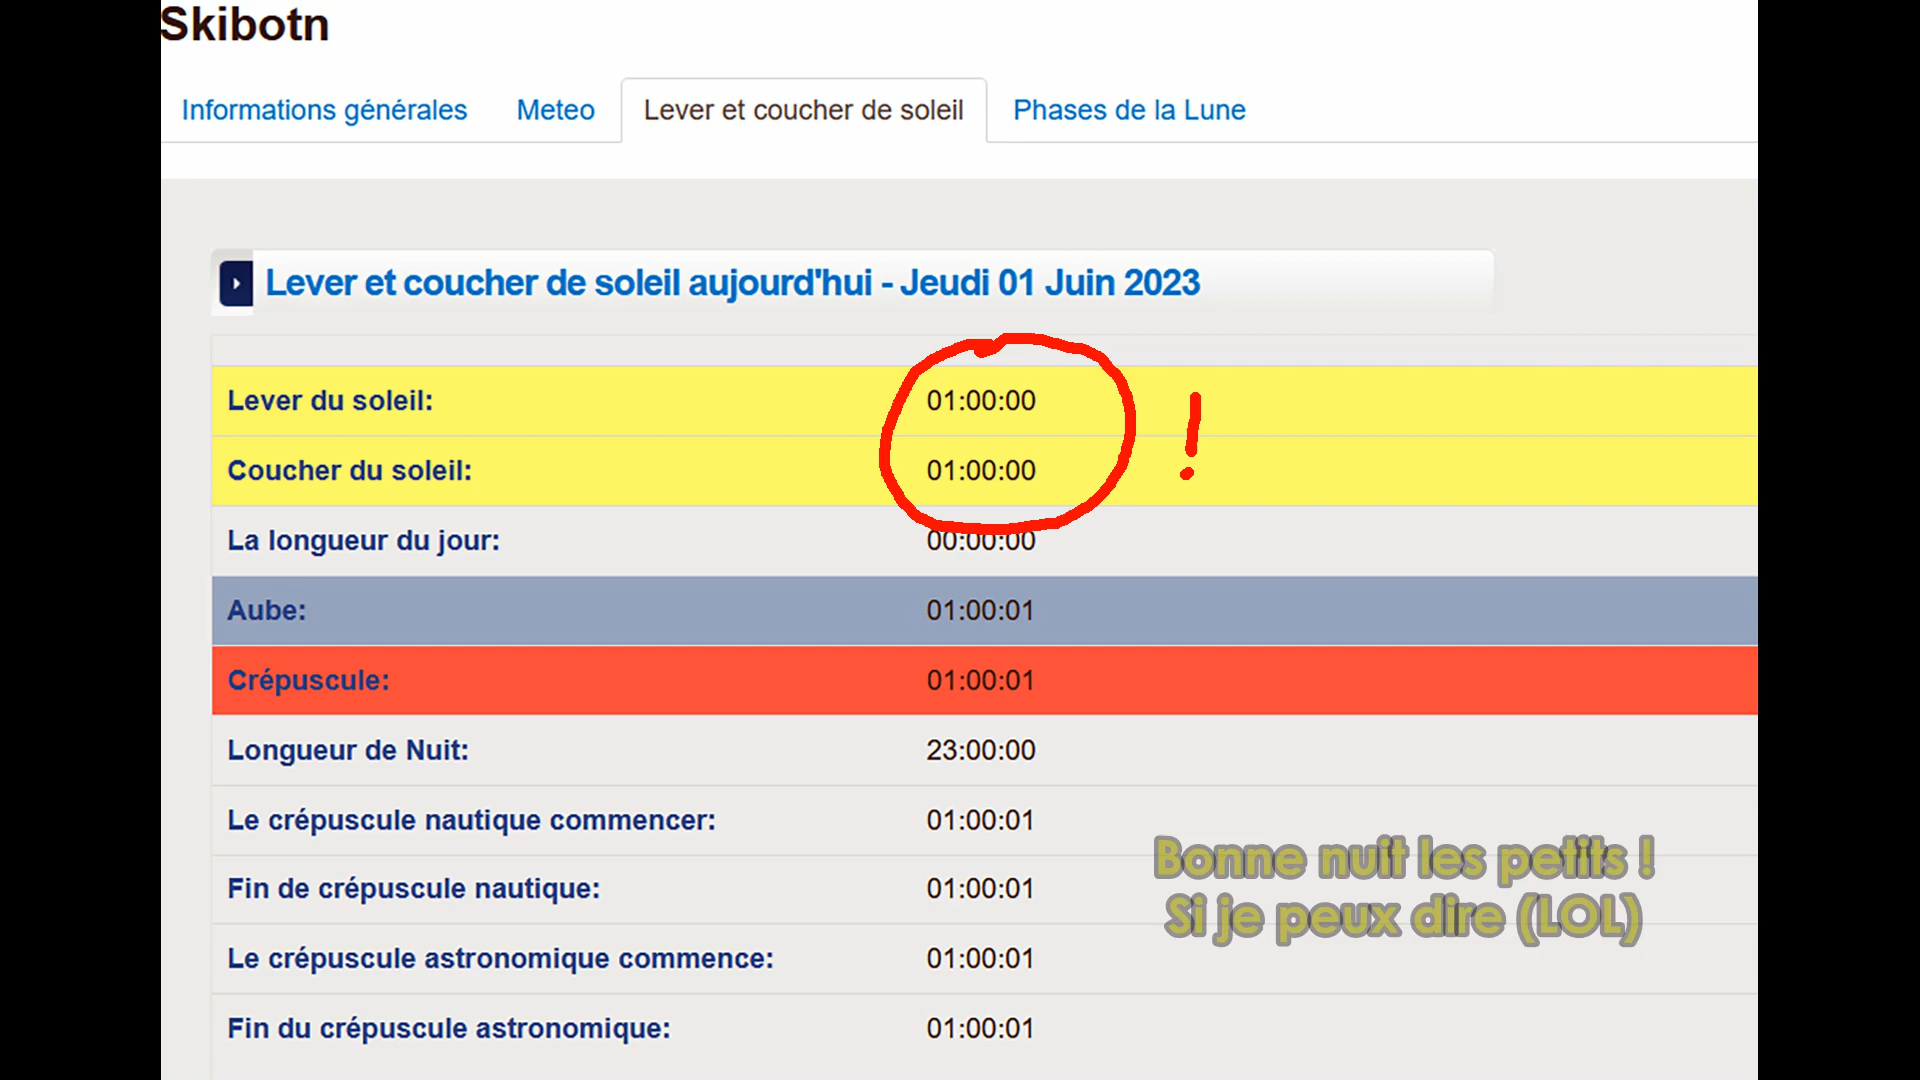 Skibotn
Informations générales Meteo Lever et coucher de soleil Phases de la Lune
Lever et coucher de soleil aujourd'hui - Jeudi 01 Juin 2023
Lever du soleil: 01:00:00
Coucher du soleil: 01:00:00
!
La longueur du jour: 00:00:00
Aube: 01:00:01
Crépuscule: 01:00:01
Longueur de Nuit: 23:00:00
Le crépuscule nautique commencer: 01:00:01
Fin de crépuscule nautique: 01:00:01
Le crépuscule astronomique commence: 01:00:01
Fin du crépuscule astronomique: 01:00:01
Bonne nuit les petits !
Si je peux dire (LOL)